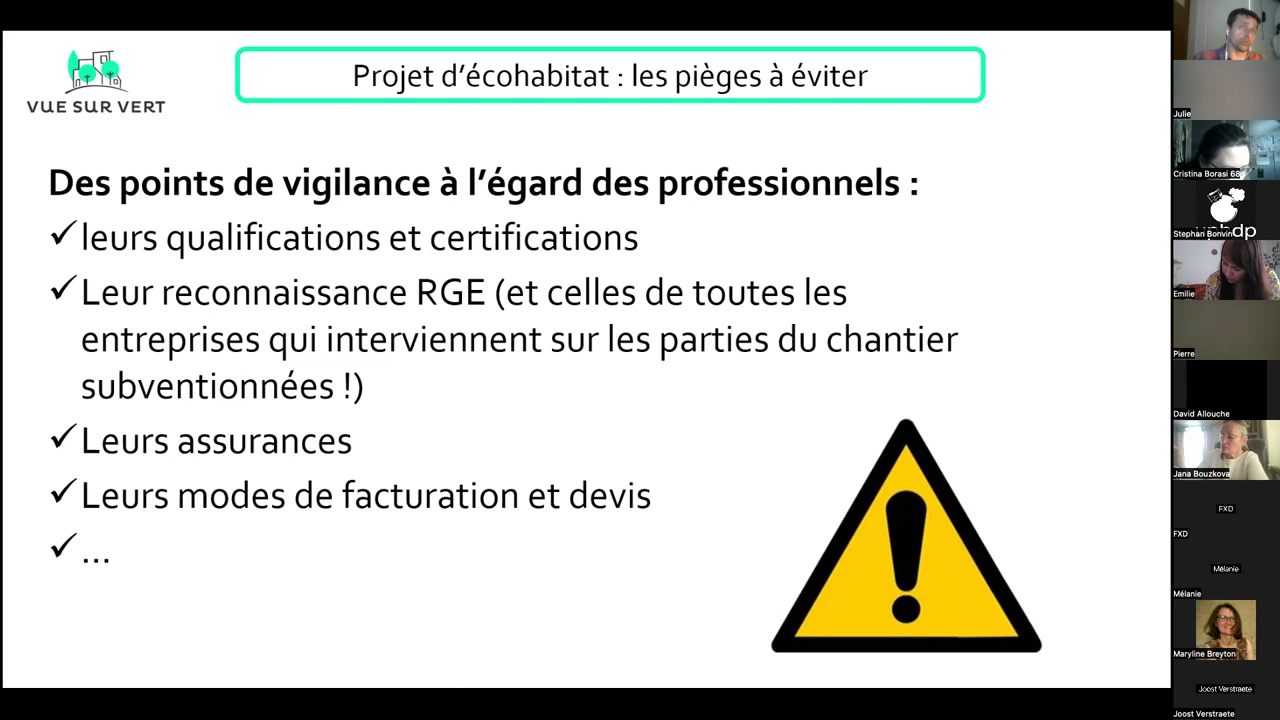 VUE SUR VERT
Projet d’écohabitat : les pièges à éviter
Des points de vigilance à l’égard des professionnels :
✓leurs qualifications et certifications
✓Leur reconnaissance RGE (et celles de toutes les
entreprises qui interviennent sur les parties du chantier
subventionnées !)
✓Leurs assurances
✓Leurs modes de facturation et devis
✓...
Julie
Cristina Borasi 68
Stephan Bonvin
Emilie
Pierre
David Allouche
Jana Bouzkova
FXD
FXD
Mélanie
Mélanie
Maryline Breyton
Joost Verstraete
Joost Verstraete